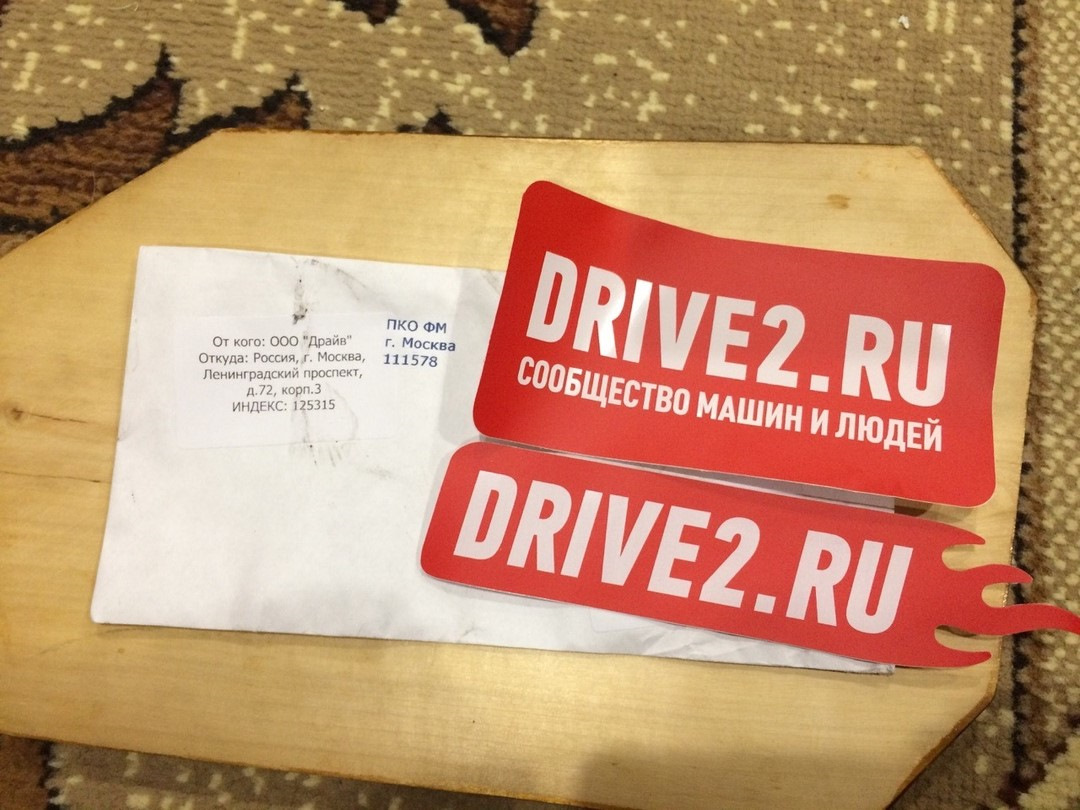 От кого: ООО "Драйв"
Откуда: Россия, г. Москва,
Ленинградский проспект,
д.72, корп.3
ИНДЕКС: 125315
ПКО ФМ
г. Москва
111578
DRIVE2.RU
СООБЩЕСТВО МАШИН И ЛЮДЕЙ
DRIVE2.RU